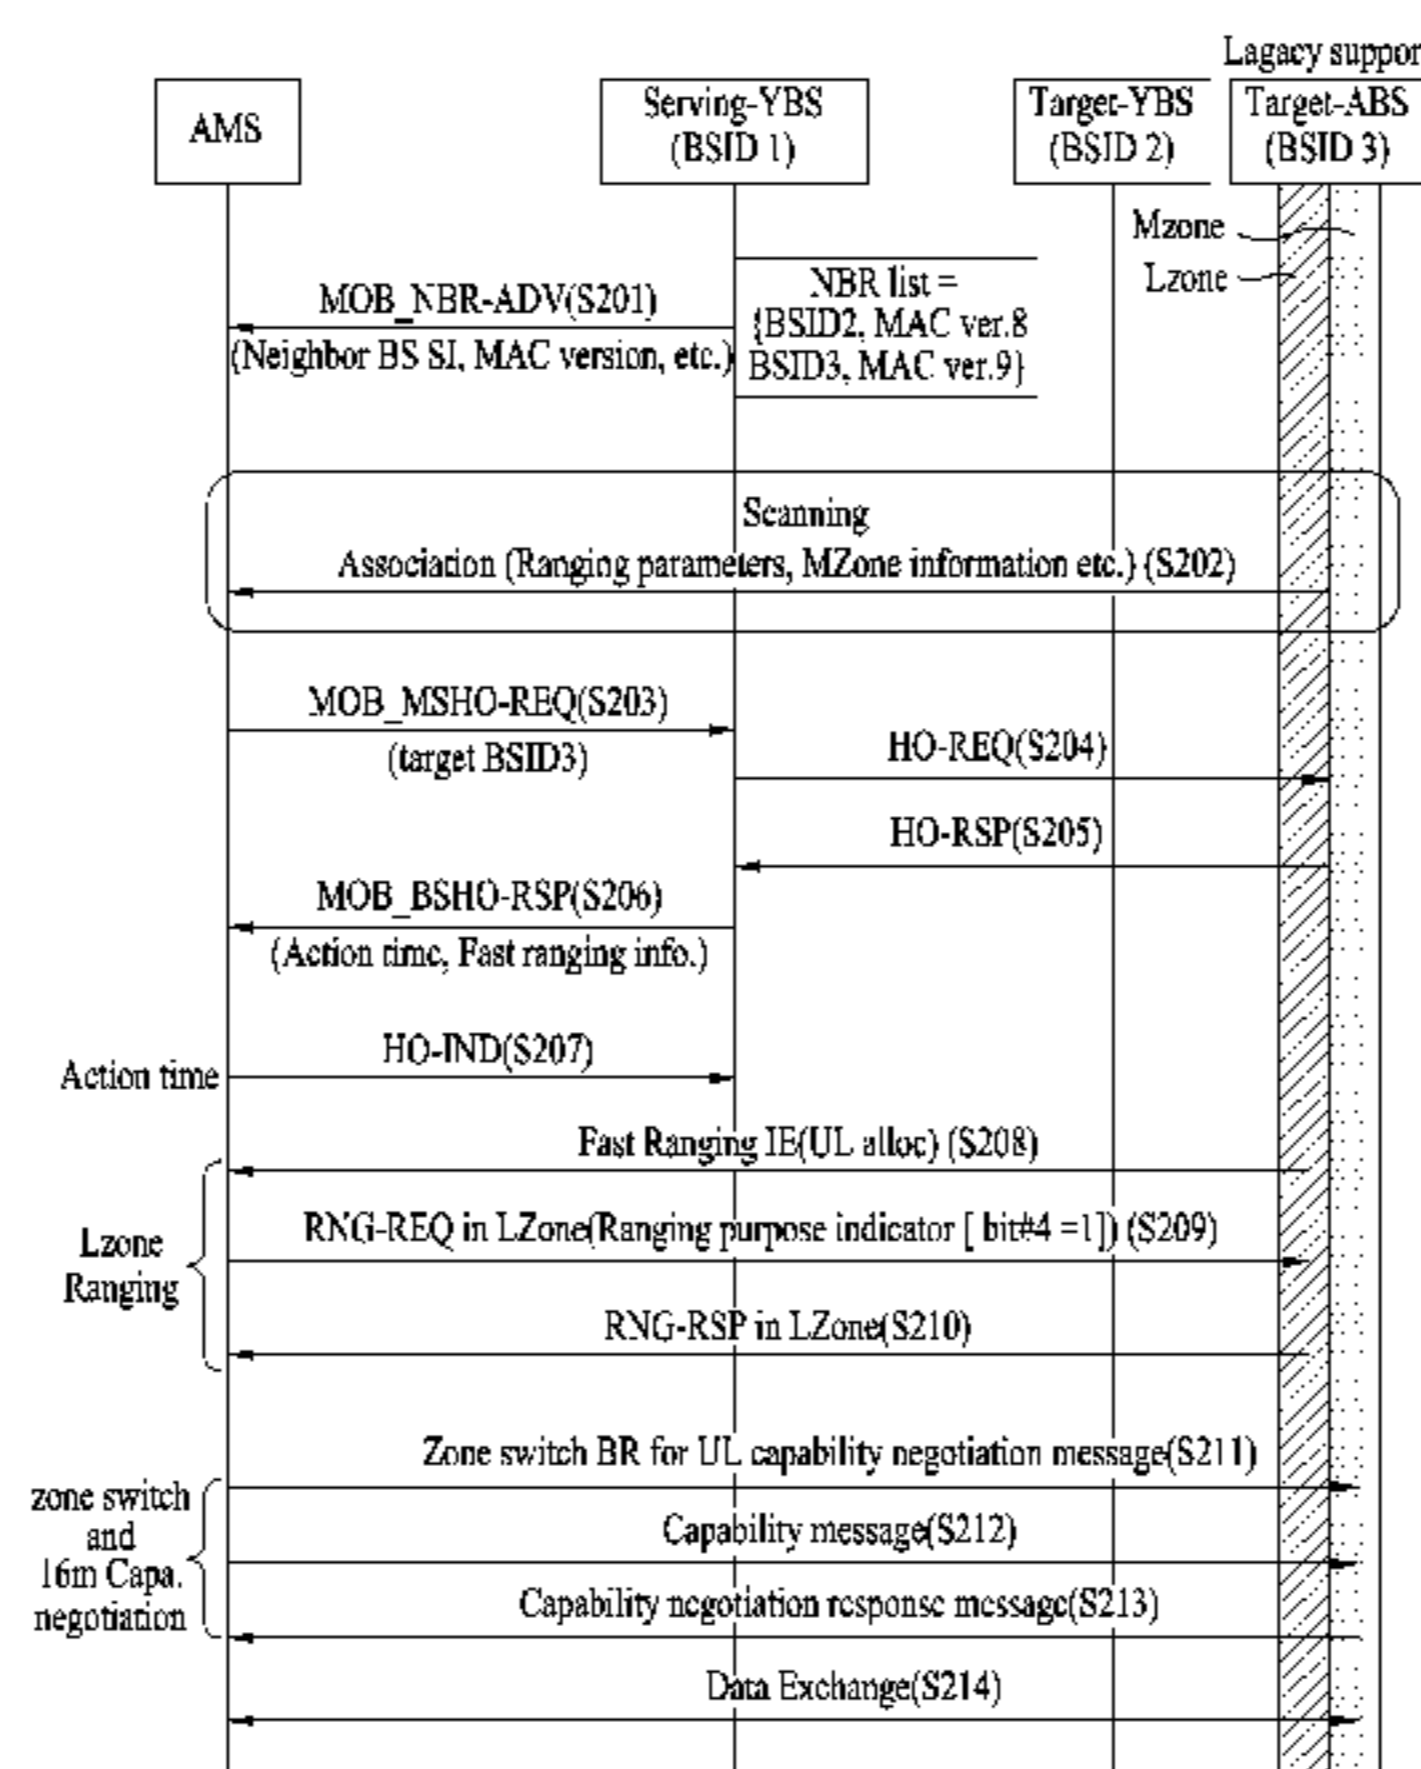 Lagacy suppor
AMS
Serving-YBS
(BSID 1)
Target-YBS
(BSID 2)
Target-ABS
(BSID 3)
Mzone
Lzone
NBR list =
{BSID2, MAC ver.8
BSID3, MAC ver.9}
MOB_NBR-ADV(S201)
(Neighbor BS SI, MAC version, etc.)
Scanning
Association (Ranging parameters, MZone information etc.) (S202)
MOB_MSHO-REQ(S203)
(target BSID3)
HO-REQ(S204)
HO-RSP(S205)
MOB_BSHO-RSP(S206)
(Action time, Fast ranging info.)
HO-IND(S207)
Action time
Fast Ranging IE(UL alloc) (S208)
RNG-REQ in LZone(Ranging purpose indicator [ bit#4 =1]) (S209)
Lzone
Ranging
RNG-RSP in LZone(S210)
Zone switch BR for UL capability negotiation message(S211)
zone switch
and
16m Capa.
negotiation
Capability message(S212)
Capability negotiation response message(S213)
Data Exchange(S214)